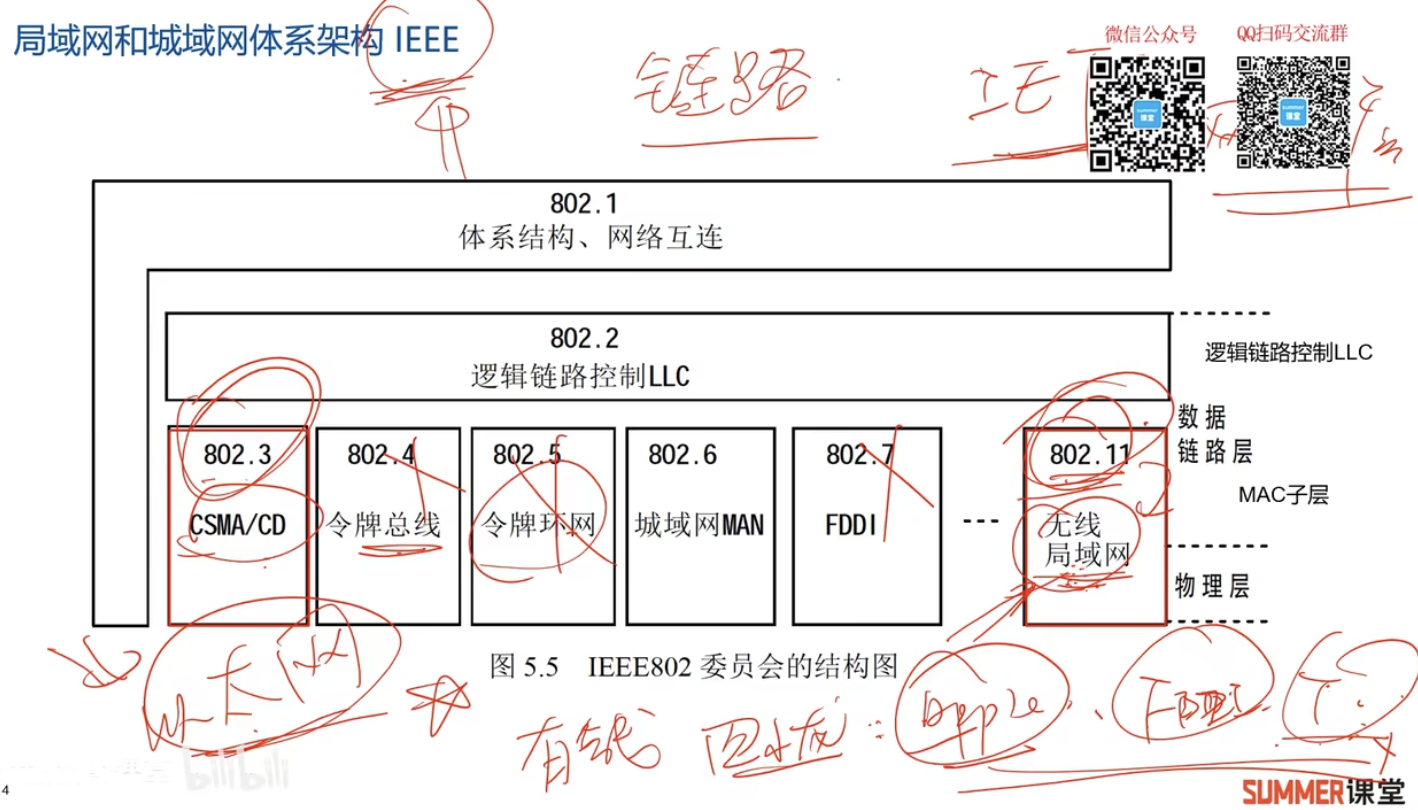 局域网和城域网体系架构 IEEE
微信公众号
QQ扫码交流群
链路
802.1
体系结构、网络互连
802.2
逻辑链路控制LLC
逻辑链路控制LLC
数据
链路层
802.3
CSMA/CD
802.4
令牌总线
802.5
令牌环网
802.6
城域网MAN
802.7
FDDI
802.11
无线
局域网
MAC子层
物理层
以太网
图 5.5 IEEE802 委员会的结构图
Apple
bilibili
4
SUMMER课堂